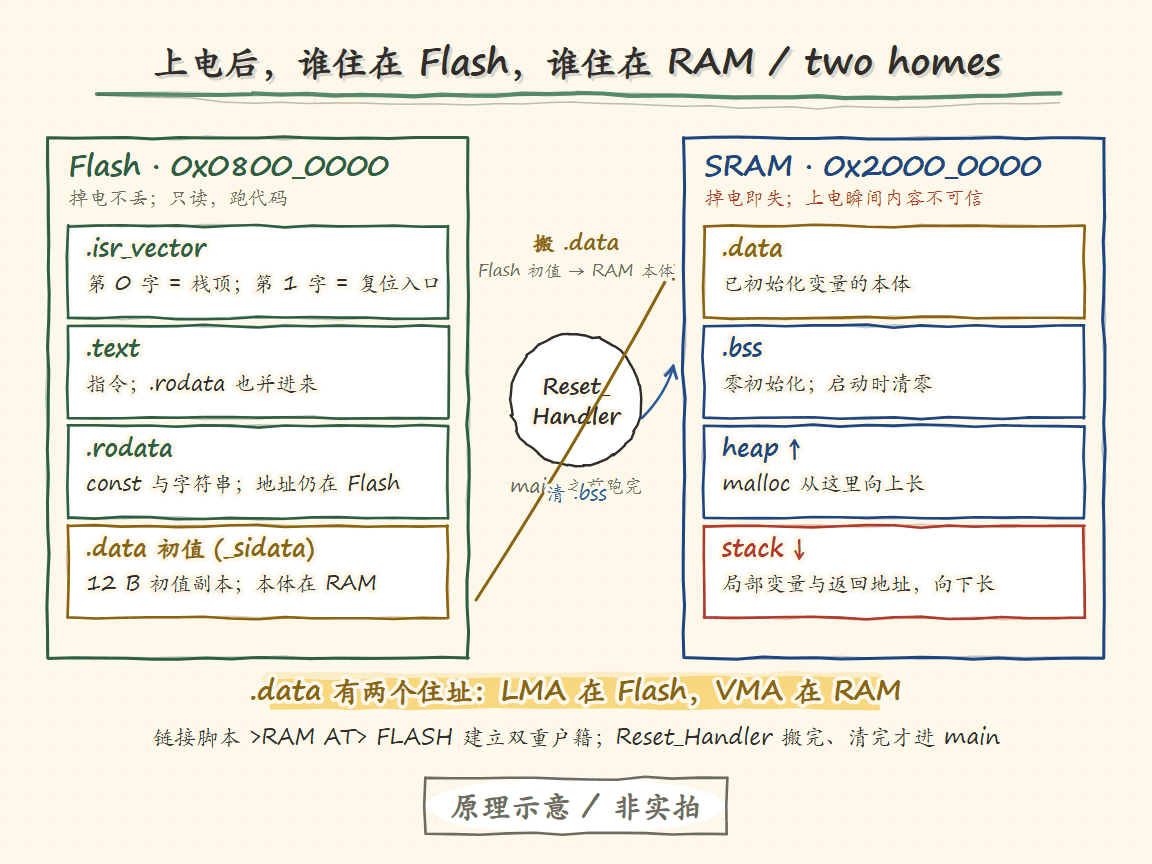 上电后，谁住在 Flash，谁住在 RAM / two homes
Flash · 0x0800_0000
掉电不丢；只读，跑代码
.isr_vector
第 0 字 = 栈顶；第 1 字 = 复位入口
.text
指令；.rodata 也并进来
.rodata
const 与字符串；地址仍在 Flash
.data 初值 (_sidata)
12 B 初值副本；本体在 RAM
搬 .data
Flash 初值 → RAM 本体
Reset_
Handler
main 之前跑完
清 .bss
SRAM · 0x2000_0000
掉电即失；上电瞬间内容不可信
.data
已初始化变量的本体
.bss
零初始化；启动时清零
heap ↑
malloc 从这里向上长
stack ↓
局部变量与返回地址，向下长
.data 有两个住址：LMA 在 Flash，VMA 在 RAM
链接脚本 >RAM AT> FLASH 建立双重户籍；Reset_Handler 搬完、清完才进 main
原理示意 / 非实拍